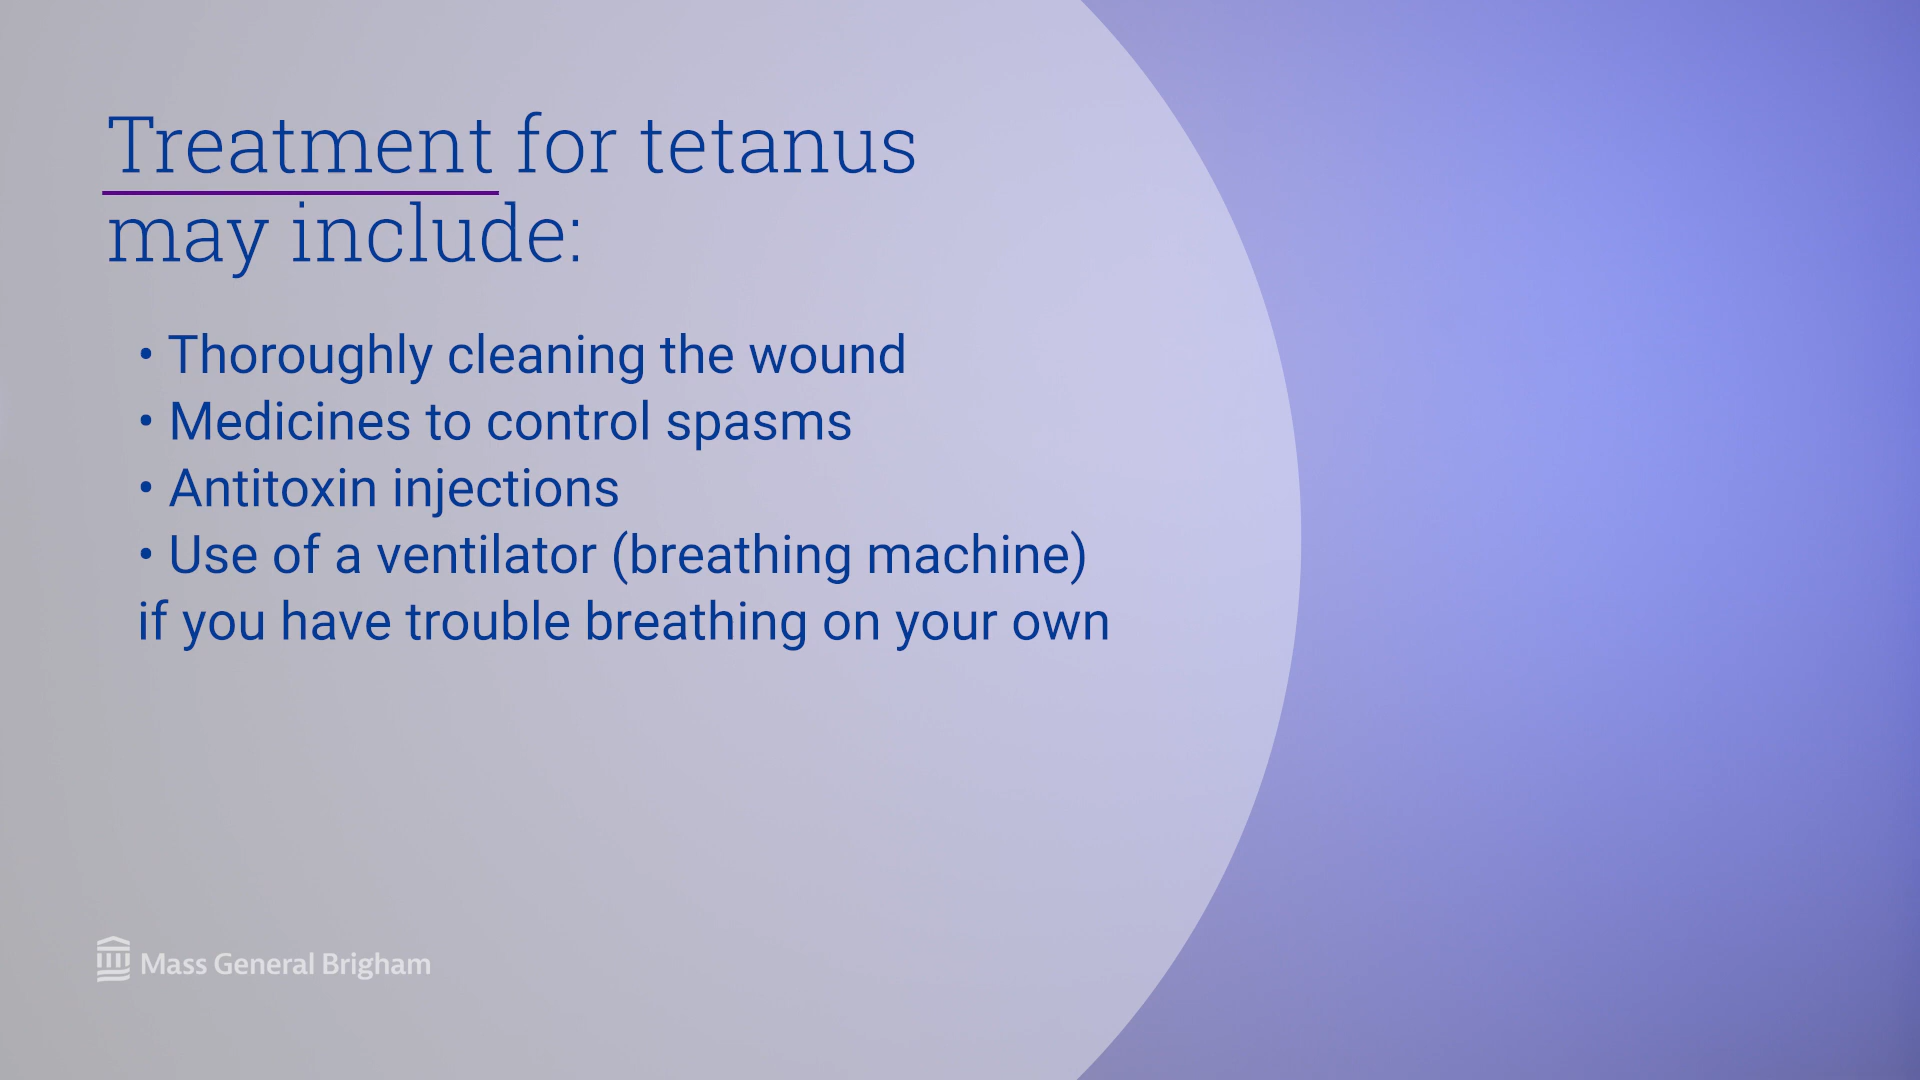 Treatment for tetanus
may include:
• Thoroughly cleaning the wound
• Medicines to control spasms
• Antitoxin injections
• Use of a ventilator (breathing machine)
if you have trouble breathing on your own
Mass General Brigham